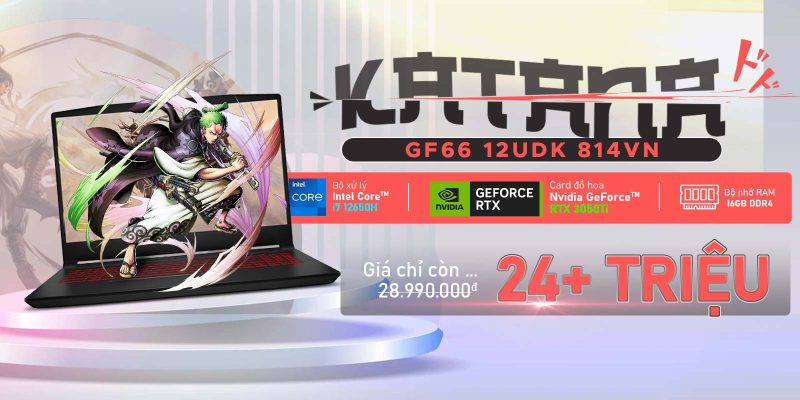 KATANA
ドド
GF66 12UDK 814VN
intel
CORE
Bộ xử lý
Intel Core™
i7 12650H
NVIDIA
GEFORCE
RTX
Card đồ họa
Nvidia GeForce™
RTX 3050Ti
Bộ nhớ RAM
16GB DDR4
Giá chỉ còn ...
28.990.000đ
24+ TRIỆU